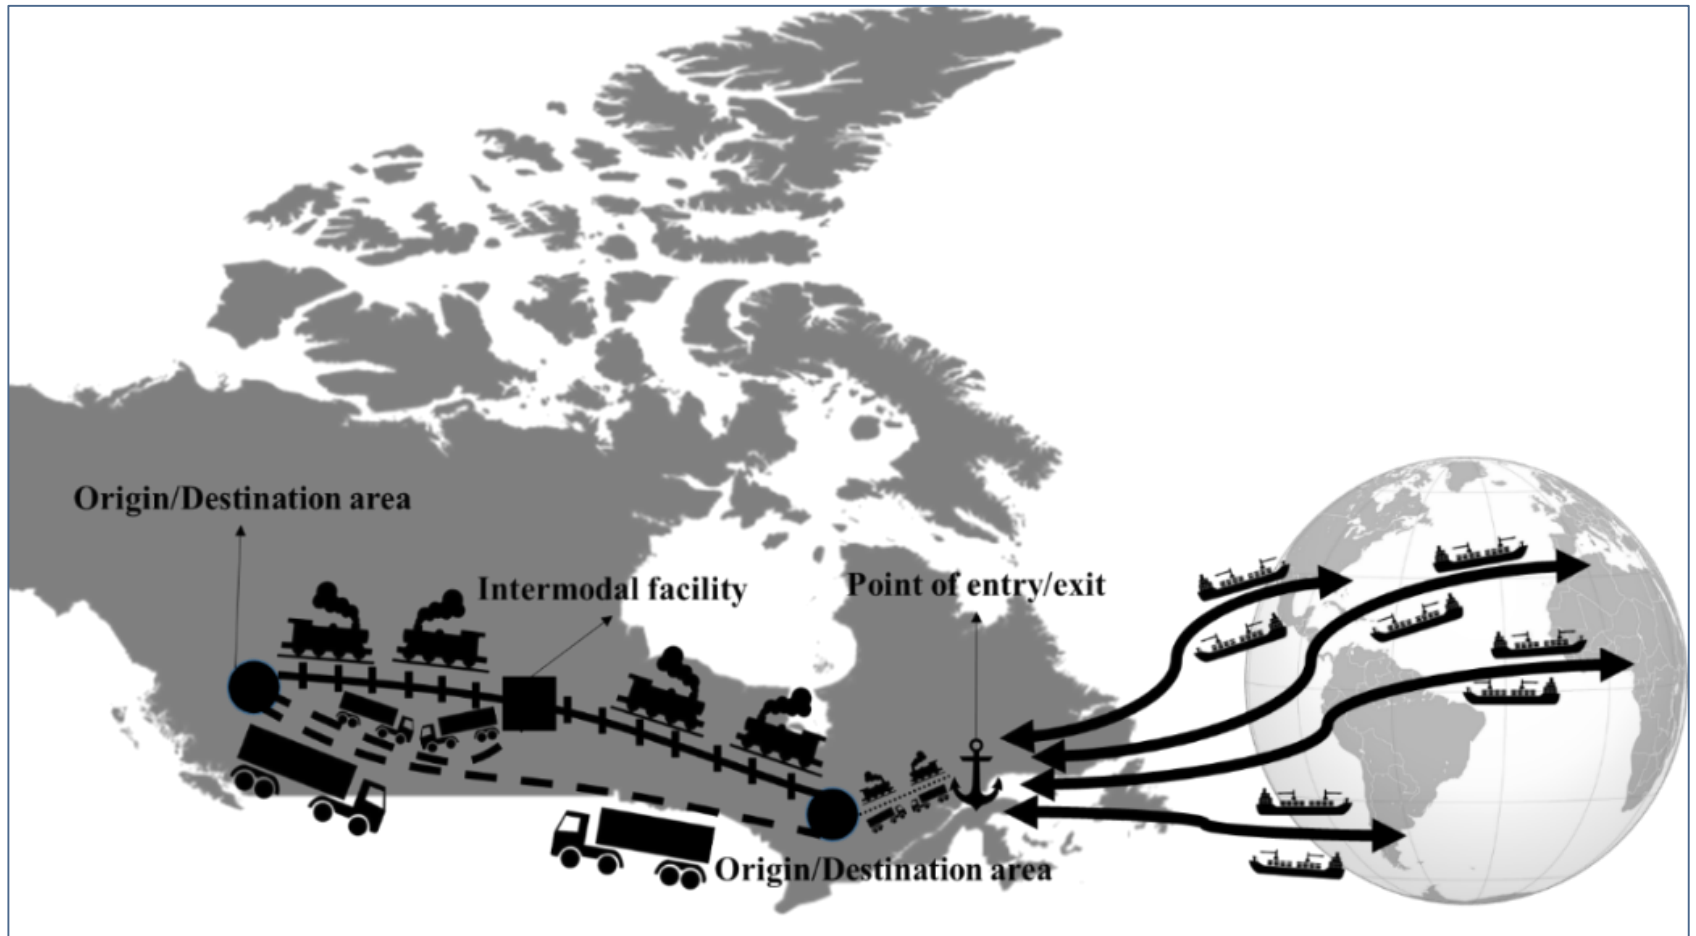 Origin/Destination area
Intermodal facility
Point of entry/exit
Origin/Destination area